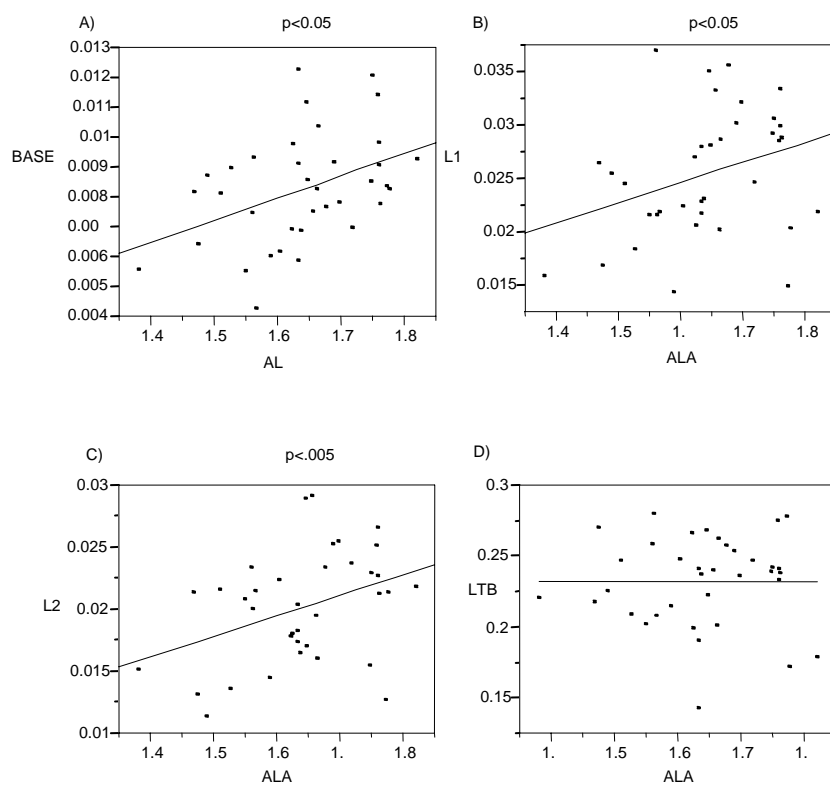 A) p<0.05
0.013
0.012
0.011
0.01
BASE
0.009
0.008
0.00
0.006
0.005
0.004
1.4 1.5 1.6 1.7 1.8
AL
B) p<0.05
0.035
0.03
L1
0.025
0.02
0.015
1.4 1.5 1. 1.7 1.8
ALA
C) p<.005
0.03
0.025
L2
0.02
0.015
0.01
1.4 1.5 1.6 1. 1.8
ALA
D)
0.3
0.25
LTB
0.2
0.15
1. 1.5 1.6 1.7 1.
ALA